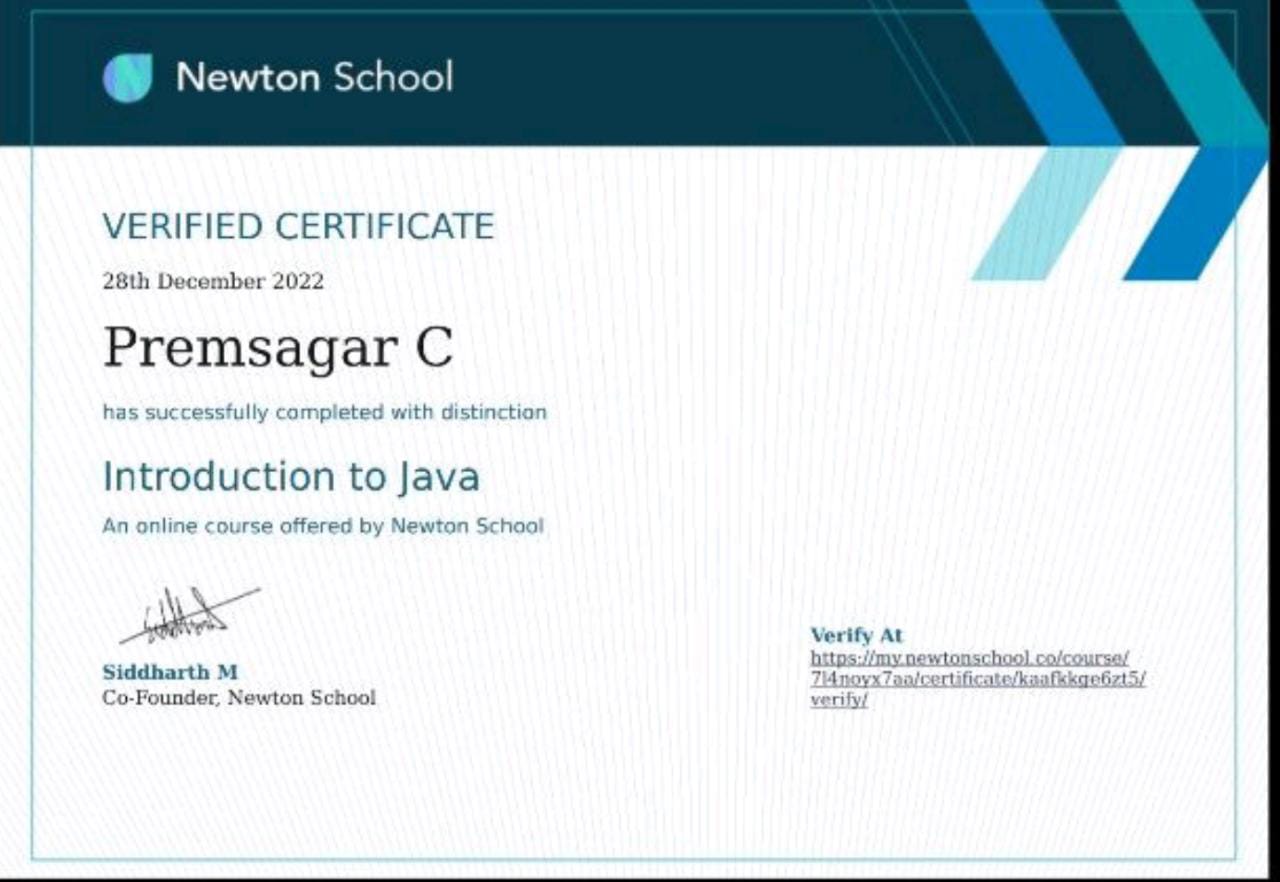 Newton School
VERIFIED CERTIFICATE
28th December 2022
Premsagar C
has successfully completed with distinction
Introduction to Java
An online course offered by Newton School
Siddharth M
Co-Founder, Newton School
Verify At
https://my.newtonschool.co/course/
7l4noyx7aa/certificate/kaafkkge6zt5/
verify/